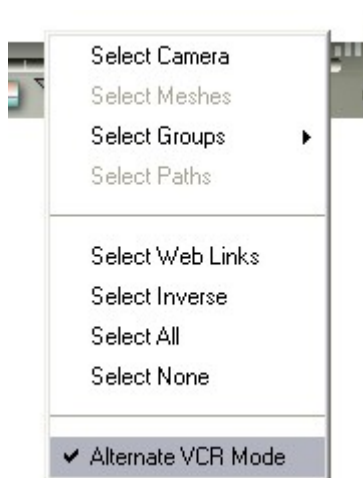 Select Camera
Select Meshes
Select Groups
Select Paths
Select Web Links
Select Inverse
Select All
Select None
Alternate VCR Mode